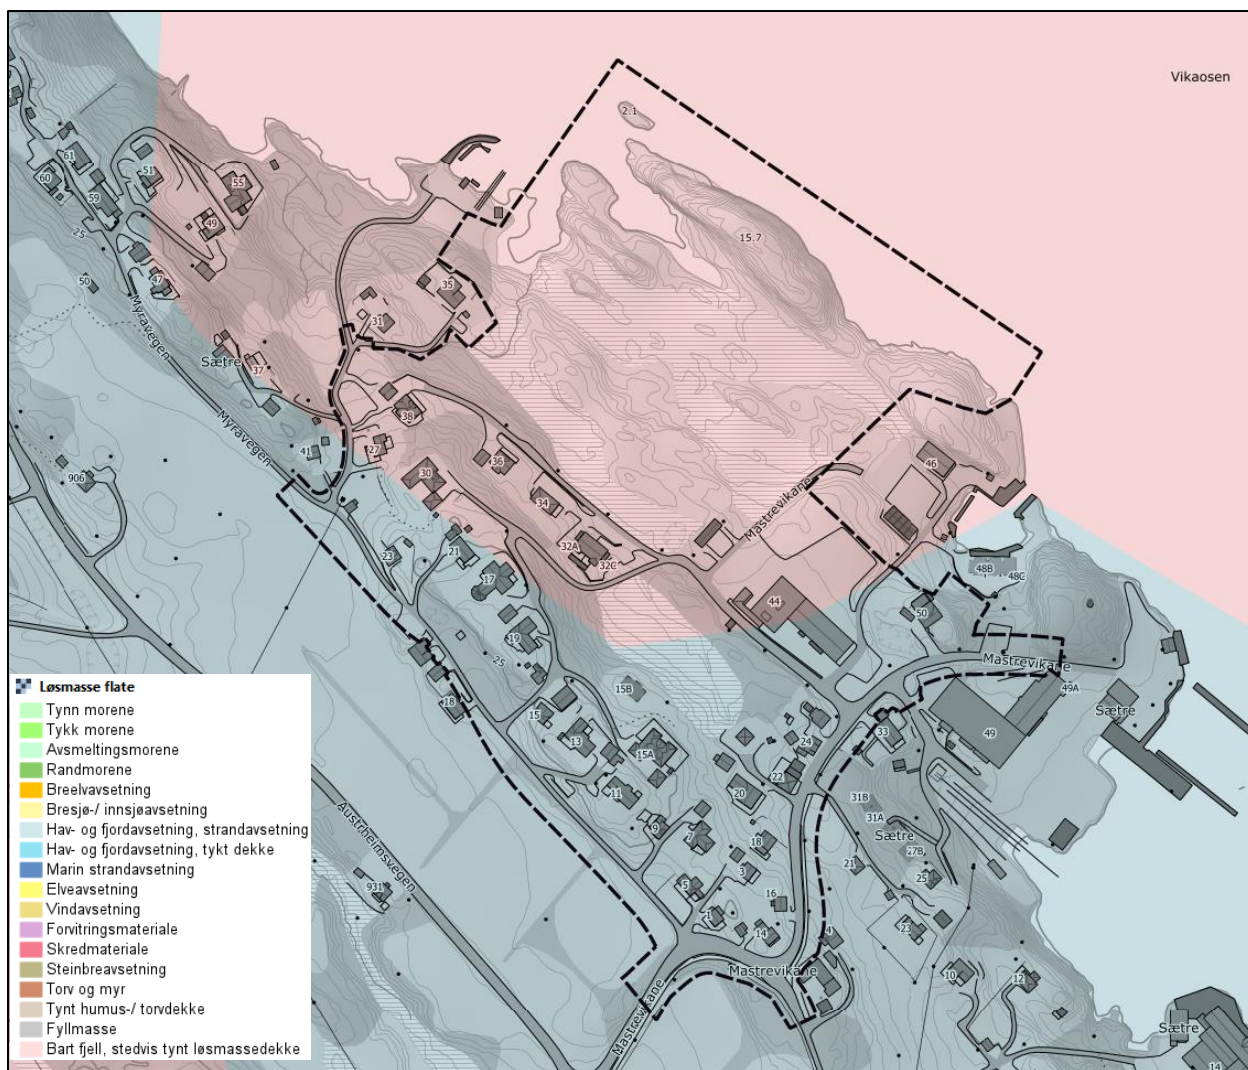 Vikaosen
2.1
61
60
59
51
55
49
25
50
47
15.7
35
31
Myravegen
Sætre
37
38
27
41
Myravegen
30
36
34
46
906
Mastrevikane
23
21
32A
32C
17
48B
48C
44
50
19
25
Mastrevikane
15B
49A
18
15
Sætre
13
33
49
24
15A
22
11
20
31B
31A
Austrheimsvegen
9
7
Sætre
27B
18
21
3
25
931
5
16
1
14
4
23
Mastrevikane
10
12
Mastrevikane
Sætre
14
Løsmasse flate
Tynn morene
Tykk morene
Avsmeltingsmorene
Randmorene
Breelvavsetning
Bresjø-/ innsjøavsetning
Hav- og fjordavsetning, strandavsetning
Hav- og fjordavsetning, tykt dekke
Marin strandavsetning
Elveavsetning
Vindavsetning
Forvitringsmateriale
Skredmateriale
Steinbreavsetning
Torv og myr
Tynt humus-/ torvdekke
Fyllmasse
Bart fjell, stedvis tynt løsmassedekke